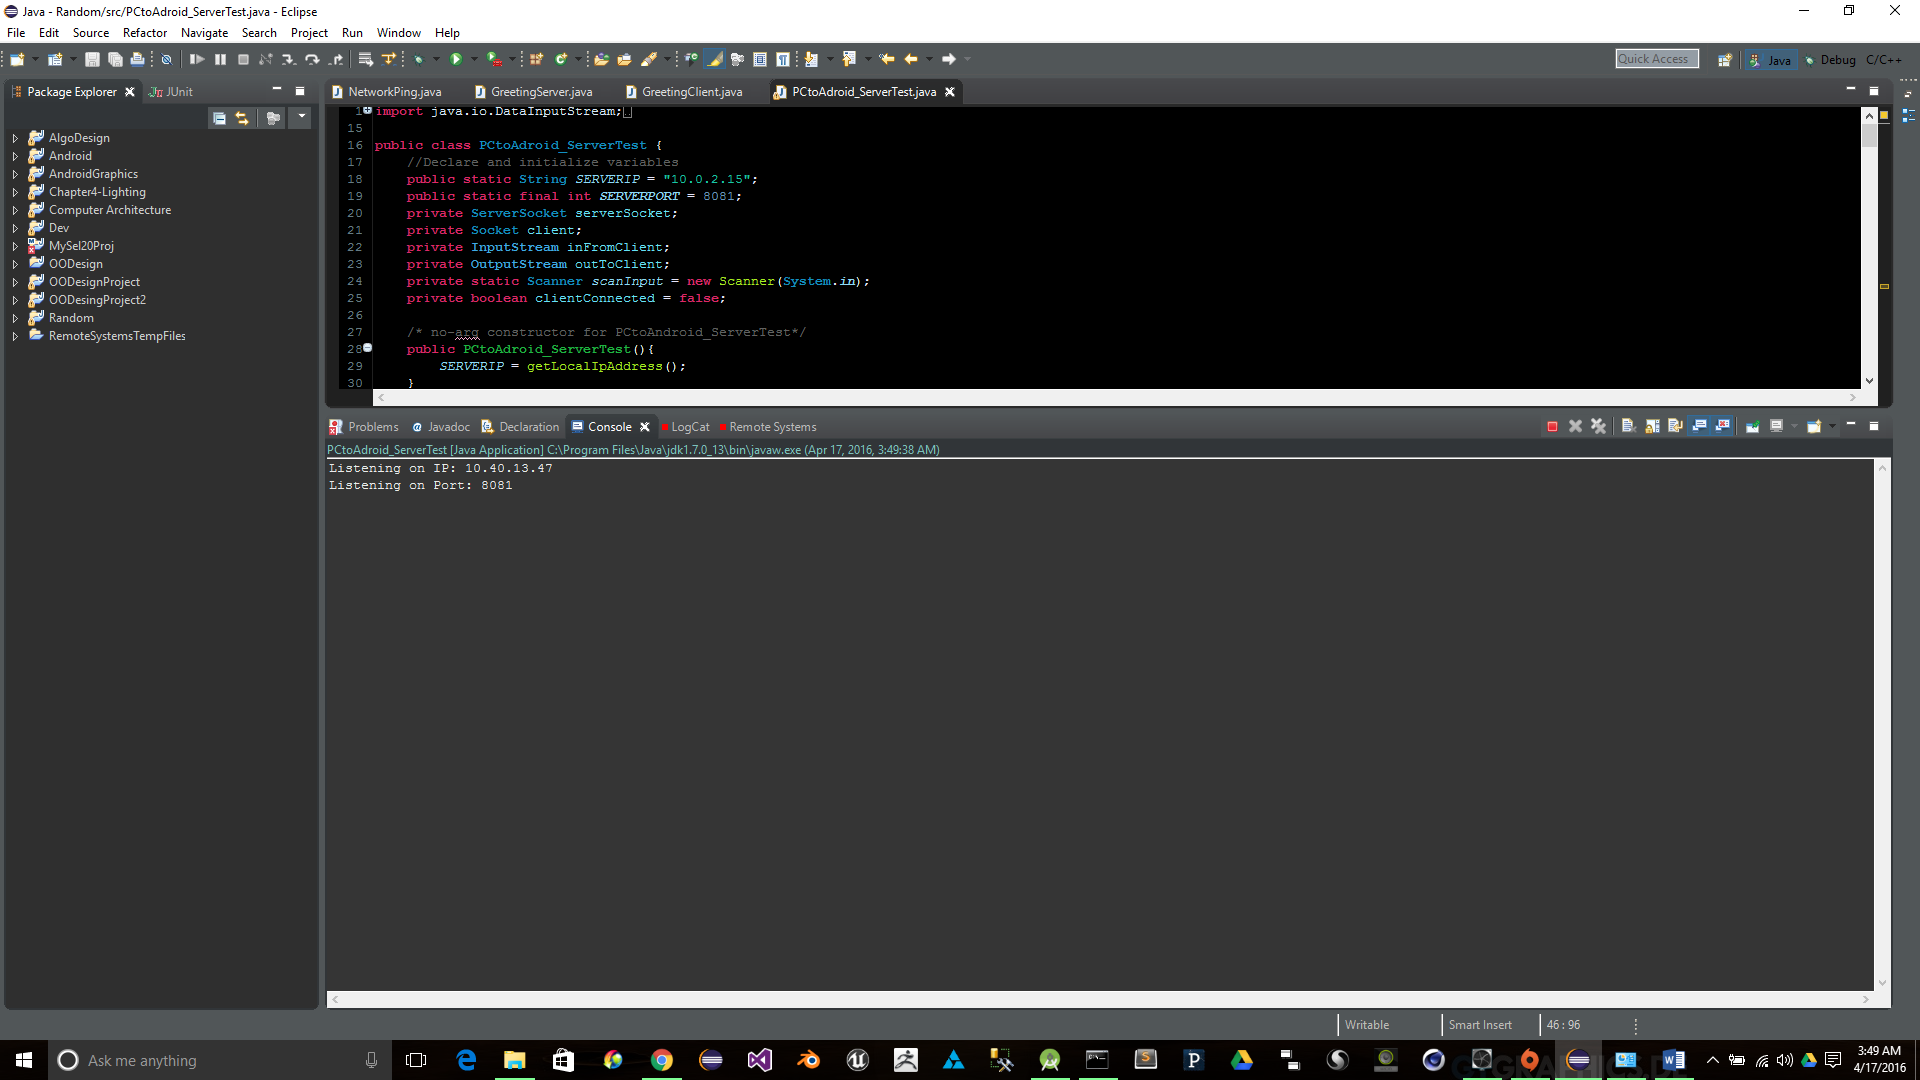 Java - Random/src/PCtoAdroid_ServerTest.java - Eclipse
File Edit Source Refactor Navigate Search Project Run Window Help
Quick Access Java Debug C/C++
Package Explorer JUnit
AlgoDesign
Android
AndroidGraphics
Chapter4-Lighting
Computer Architecture
Dev
MySel20Proj
OODesign
OODesignProject
OODesingProject2
Random
RemoteSystemsTempFiles
NetworkPing.java GreetingServer.java GreetingClient.java PCtoAdroid_ServerTest.java
1 import java.io.DataInputStream;
15
16 public class PCtoAdroid_ServerTest {
17 //Declare and initialize variables
18 public static String SERVERIP = "10.0.2.15";
19 public static final int SERVERPORT = 8081;
20 private ServerSocket serverSocket;
21 private Socket client;
22 private InputStream inFromClient;
23 private OutputStream outToClient;
24 private static Scanner scanInput = new Scanner(System.in);
25 private boolean clientConnected = false;
26
27 /* no-arg constructor for PCtoAndroid_ServerTest*/
28 public PCtoAdroid_ServerTest(){
29 SERVERIP = getLocalIpAddress();
30 }
Problems Javadoc Declaration Console LogCat Remote Systems
PCtoAdroid_ServerTest [Java Application] C:\Program Files\Java\jdk1.7.0_13\bin\javaw.exe (Apr 17, 2016, 3:49:38 AM)
Listening on IP: 10.40.13.47
Listening on Port: 8081
Writable Smart Insert 46 : 96
Ask me anything
3:49 AM
4/17/2016